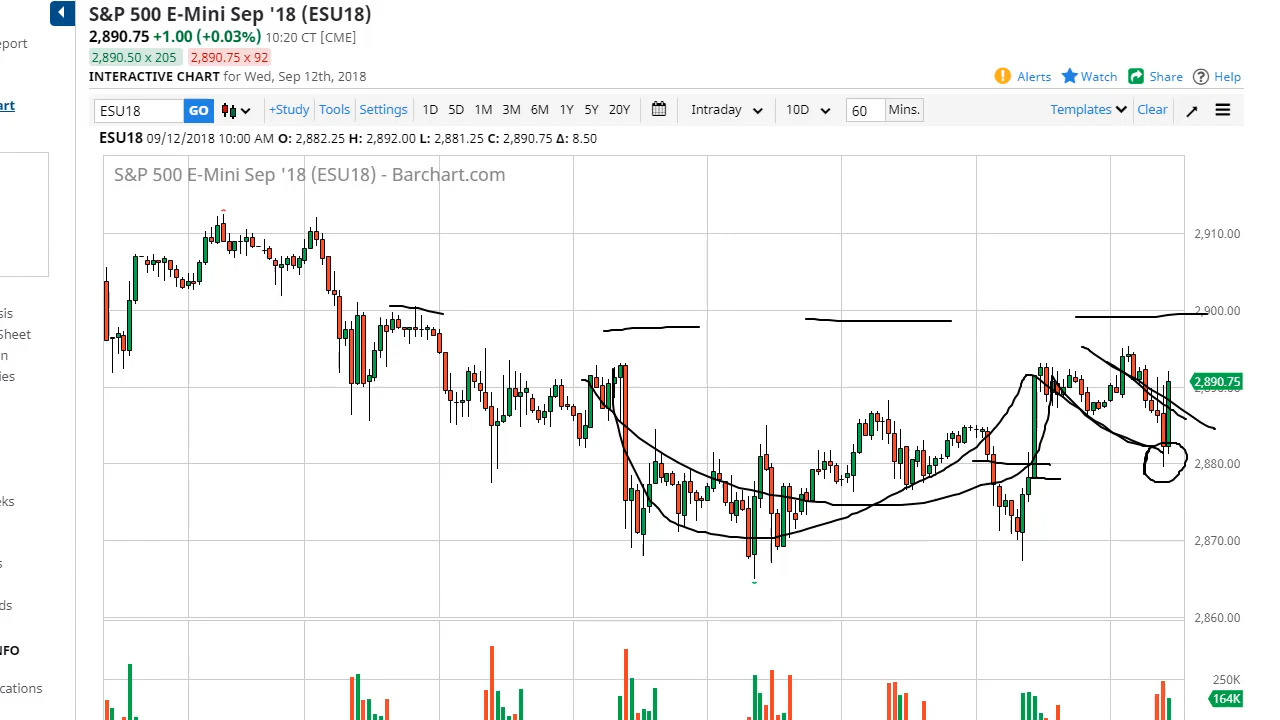 S&P 500 E-Mini Sep '18 (ESU18)
2,890.75 +1.00 (+0.03%) 10:20 CT [CME]
2,890.50 x 205 2,890.75 x 92
INTERACTIVE CHART for Wed, Sep 12th, 2018
Alerts Watch Share Help
ESU18 GO +Study Tools Settings 1D 5D 1M 3M 6M 1Y 5Y 20Y Intraday 10D 60 Mins. Templates Clear
ESU18 09/12/2018 10:00 AM O: 2,882.25 H: 2,892.00 L: 2,881.25 C: 2,890.75 Δ: 8.50
S&P 500 E-Mini Sep '18 (ESU18) - Barchart.com
2,910.00
2,900.00
2,890.75
2,880.00
2,870.00
2,860.00
250K
164K
eport
art
sis
Sheet
n
ies
eks
s
ds
NFO
cations